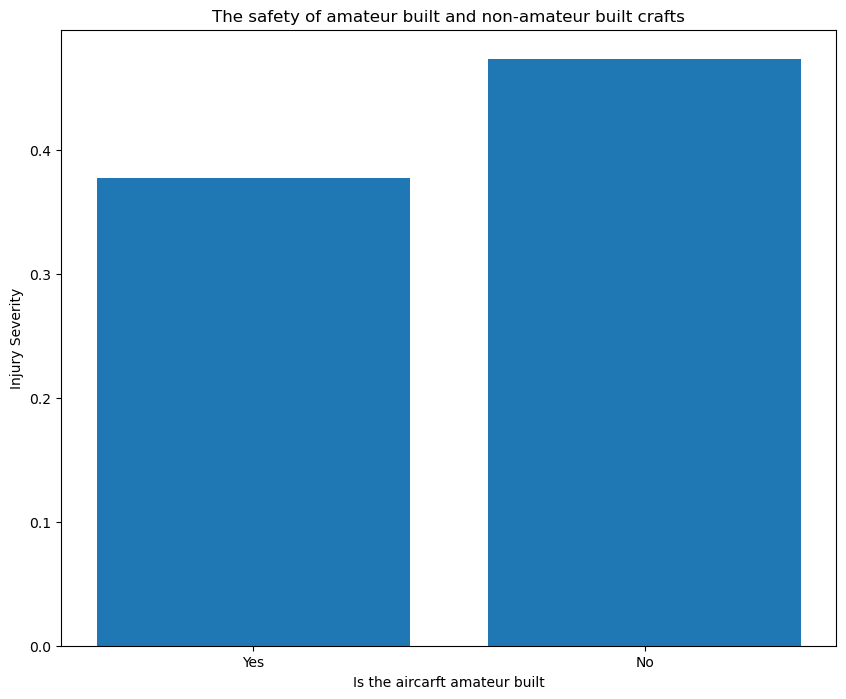 The safety of amateur built and non-amateur built crafts
Injury Severity
0.4
0.3
0.2
0.1
0.0
Yes
No
Is the aircarft amateur built